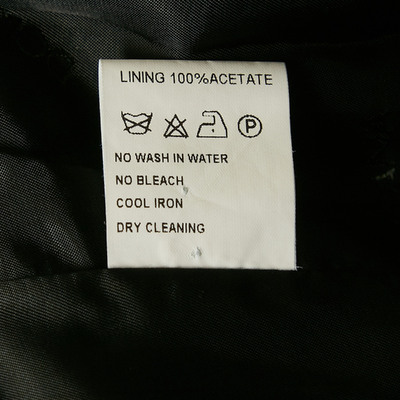 LINING 100%ACETATE
P
NO WASH IN WATER
NO BLEACH
COOL IRON
DRY CLEANING